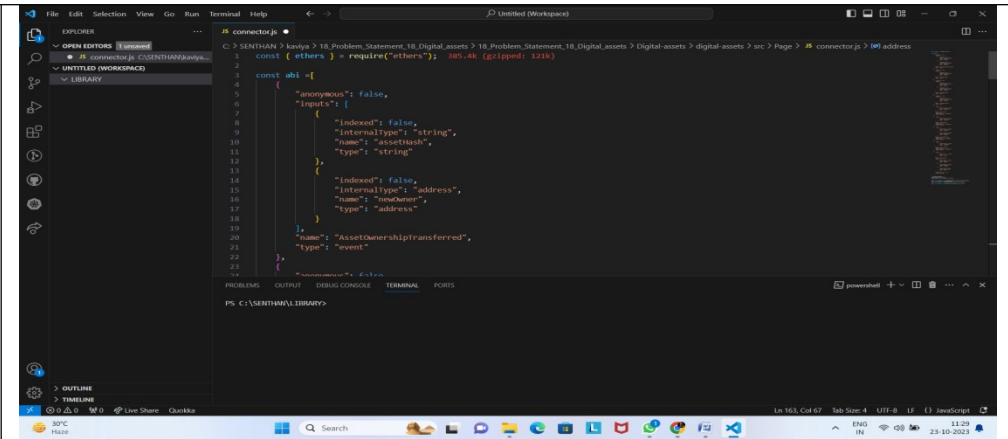 File Edit Selection View Go Run Terminal Help
Untitled (Workspace)
EXPLORER
OPEN EDITORS 1 unsaved
JS connector.js C:\SENTHAN\kaviya...
UNTITLED (WORKSPACE)
LIBRARY
OUTLINE
TIMELINE
JS connector.js
C: > SENTHAN > kaviya > 18_Problem_Statement_18_Digital_assets > 18_Problem_Statement_18_Digital_assets > Digital-assets > digital-assets > src > Page > JS connector.js > address
1 const { ethers } = require("ethers"); 385.4k (gzipped: 121k)
2
3 const abi =[
4 {
5 "anonymous": false,
6 "inputs": [
7 {
8 "indexed": false,
9 "internalType": "string",
10 "name": "assetHash",
11 "type": "string"
12 },
13 {
14 "indexed": false,
15 "internalType": "address",
16 "name": "newOwner",
17 "type": "address"
18 }
19 ],
20 "name": "AssetOwnershipTransferred",
21 "type": "event"
22 },
23 {
24 "anonymous": false
PROBLEMS OUTPUT DEBUG CONSOLE TERMINAL PORTS
powershell
PS C:\SENTHAN\LIBRARY>
0 0 0 Live Share Quokka
Ln 163, Col 67 Tab Size: 4 UTF-8 LF {} JavaScript
30°C
Haze
Search
ENG
IN
11:29
23-10-2023